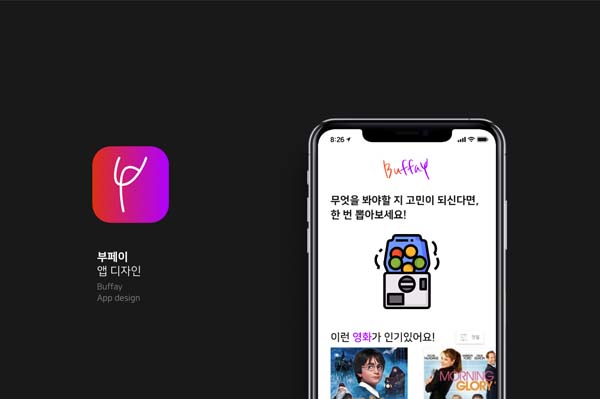 부페이
앱 디자인
Buffay
App design
8:26
Buffay
무엇을 봐야할 지 고민이 되신다면,
한 번 뽑아보세요!
이런 영화가 인기있어요!
MORNING
GLORY